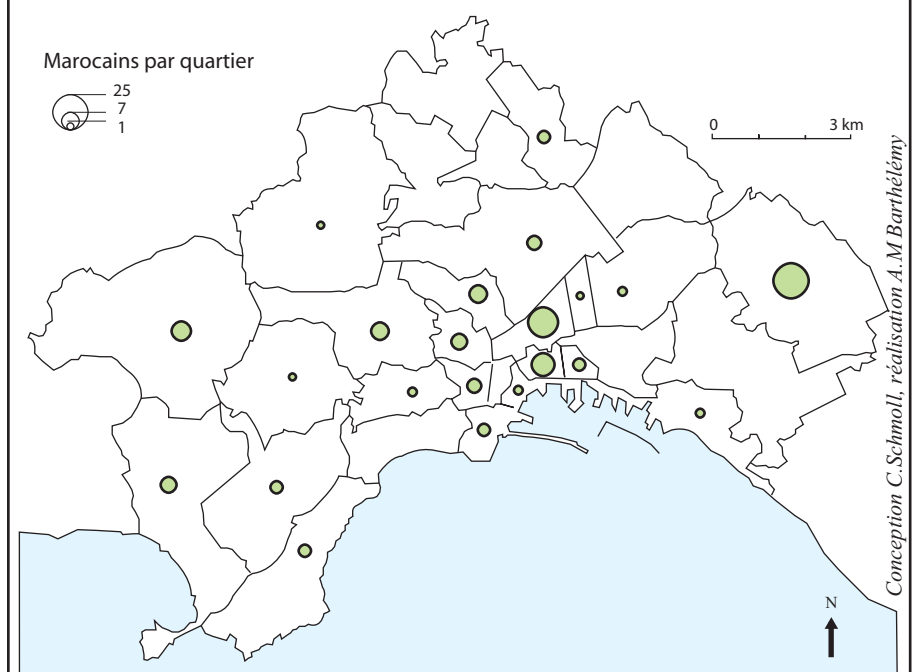 Marocains par quartier
25
7
1
0 3 km
Conception C.Schmoll, réalisation A.M Barthélémy
N